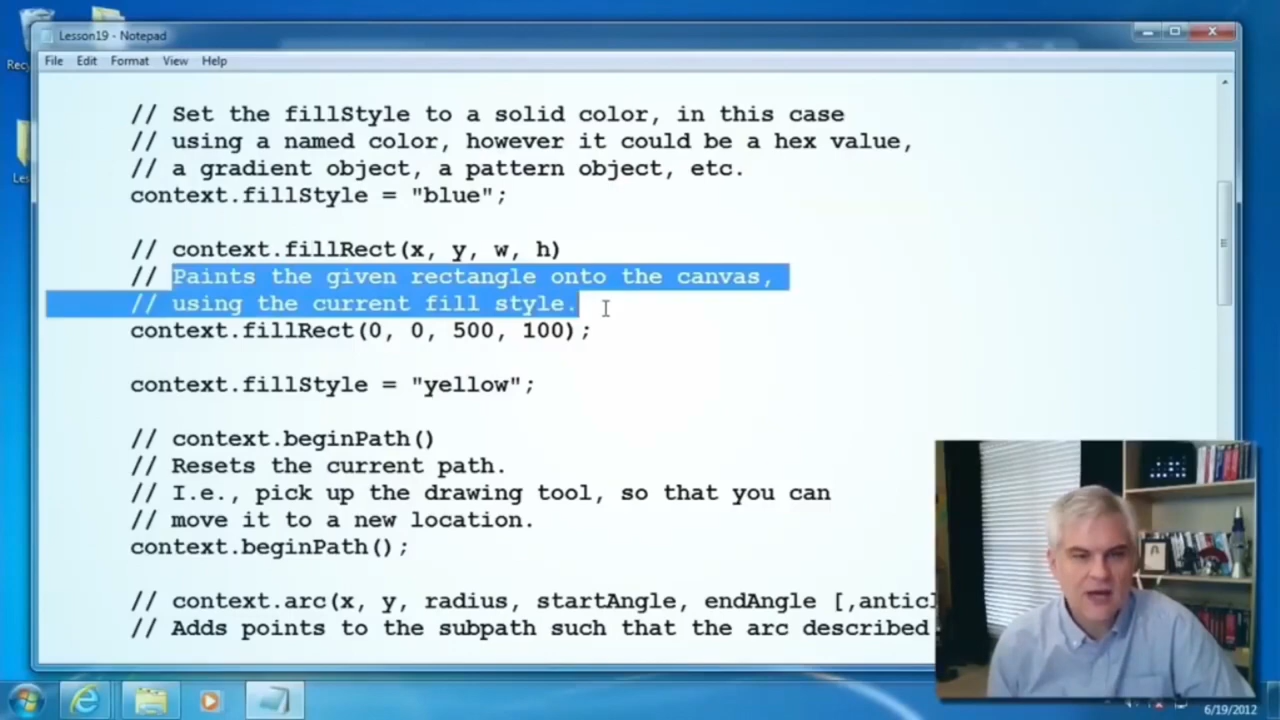 Lesson19 - Notepad
File Edit Format View Help
// Set the fillStyle to a solid color, in this case
// using a named color, however it could be a hex value,
// a gradient object, a pattern object, etc.
context.fillStyle = "blue";
// context.fillRect(x, y, w, h)
// Paints the given rectangle onto the canvas,
// using the current fill style.
context.fillRect(0, 0, 500, 100);
context.fillStyle = "yellow";
// context.beginPath()
// Resets the current path.
// I.e., pick up the drawing tool, so that you can
// move it to a new location.
context.beginPath();
// context.arc(x, y, radius, startAngle, endAngle [,antic
// Adds points to the subpath such that the arc described
Rec
Les
6/19/2012